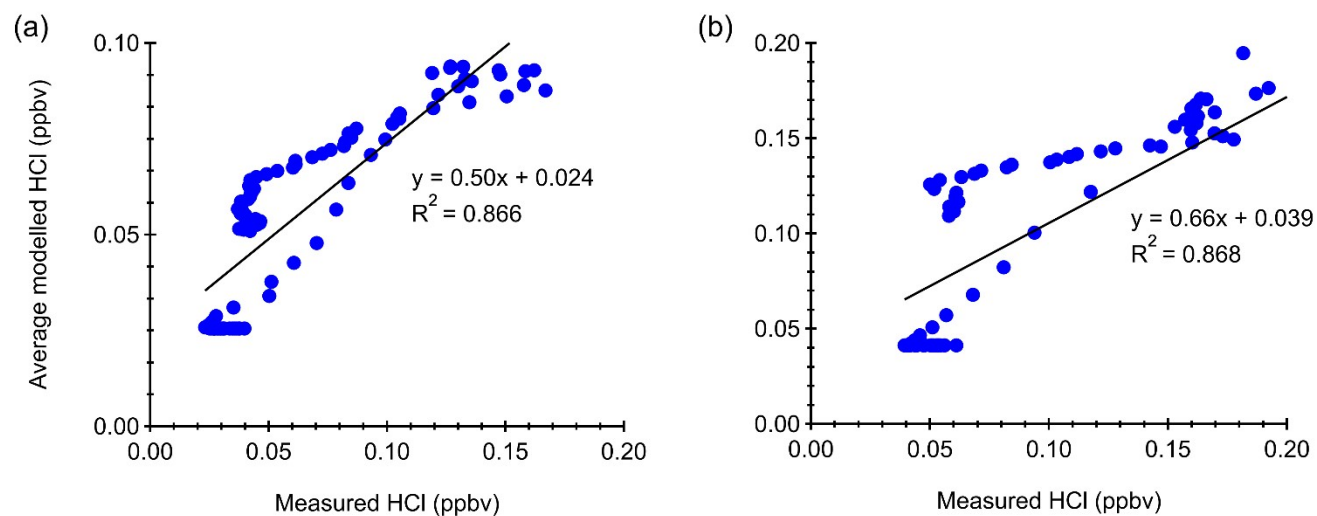 (a)
Average modelled HCl (ppbv)
0.10
0.05
0.00
y = 0.50x + 0.024
R² = 0.866
0.00 0.05 0.10 0.15 0.20
Measured HCl (ppbv)
(b)
0.20
0.15
0.10
0.05
0.00
y = 0.66x + 0.039
R² = 0.868
0.00 0.05 0.10 0.15 0.20
Measured HCl (ppbv)